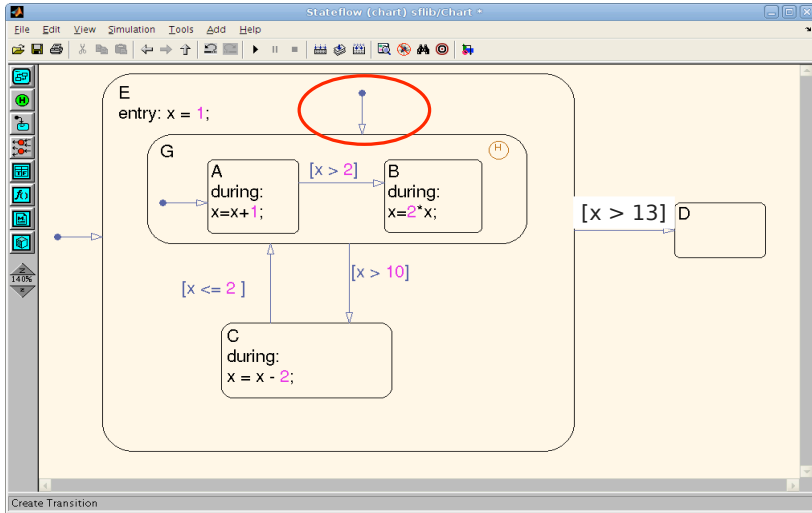 Stateflow (chart) sflib/Chart *
File Edit View Simulation Tools Add Help
E
entry: x = 1;
G
H
A
during:
x=x+1;
[x > 2]
B
during:
x=2*x;
[x > 13]
D
[x <= 2 ]
[x > 10]
C
during:
x = x - 2;
140%
Create Transition